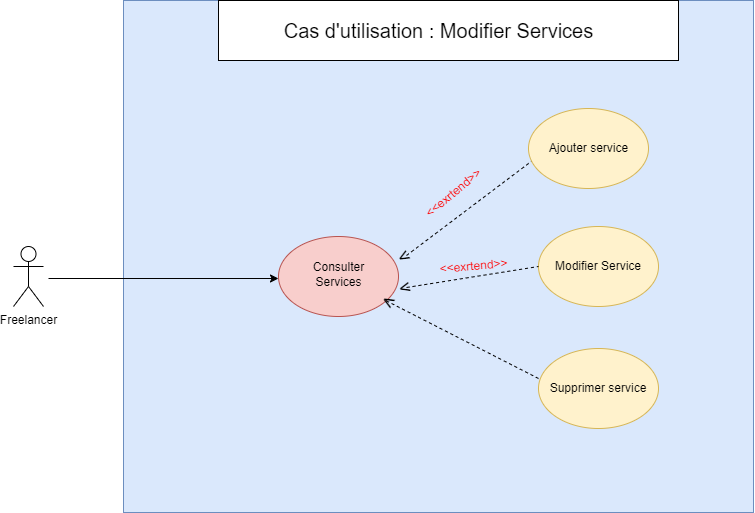 Cas d'utilisation : Modifier Services
Ajouter service
<<exrtend>>
Consulter
Services
<<exrtend>>
Modifier Service
Freelancer
Supprimer service